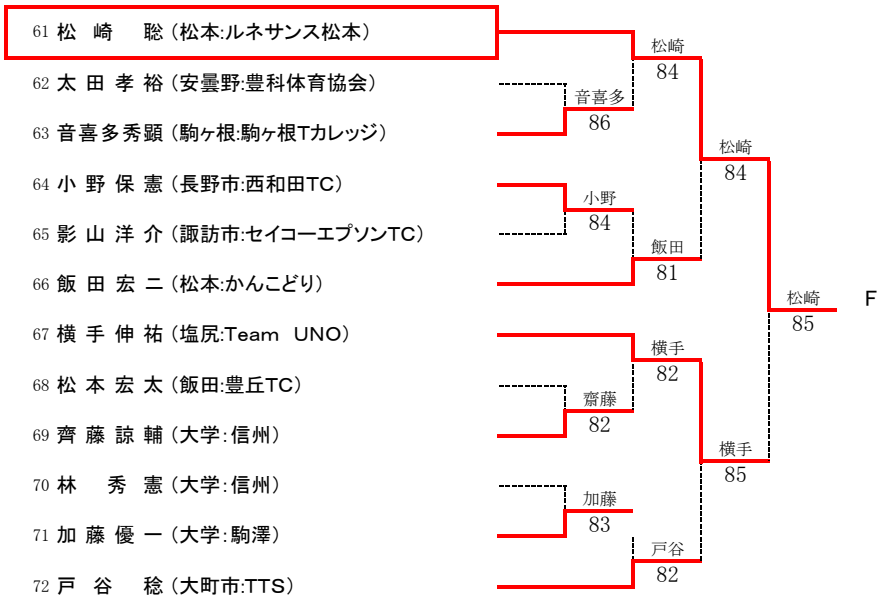 61 松 崎 聡 (松本:ルネサンス松本)
62 太 田 孝 裕 (安曇野:豊科体育協会)
63 音喜多秀顕 (駒ヶ根:駒ヶ根Tカレッジ)
64 小 野 保 憲 (長野市:西和田TC)
65 影 山 洋 介 (諏訪市:セイコーエプソンTC)
66 飯 田 宏 二 (松本:かんこどり)
67 横 手 伸 祐 (塩尻:Team UNO)
68 松 本 宏 太 (飯田:豊丘TC)
69 齊 藤 諒 輔 (大学:信州)
70 林 秀 憲 (大学:信州)
71 加 藤 優 一 (大学:駒澤)
72 戸 谷 稔 (大町市:TTS)
音喜多
86
小野
84
齋藤
82
加藤
83
松崎
84
飯田
81
横手
82
戸谷
82
松崎
84
横手
85
松崎
85
F